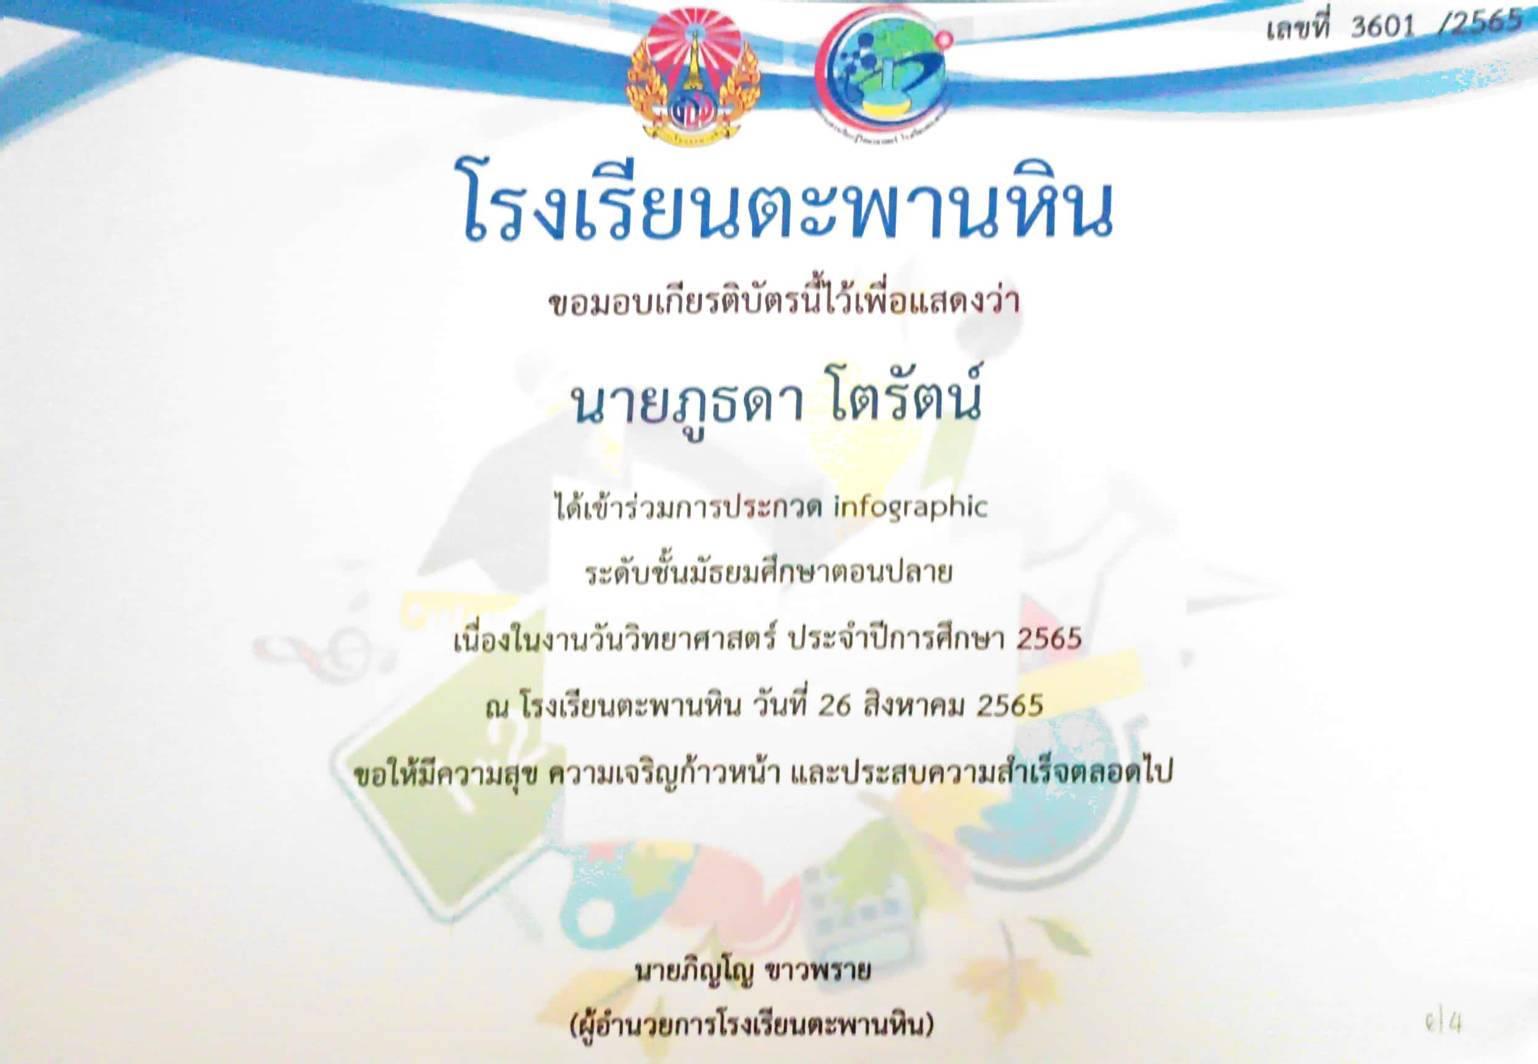 เลขที่ 3601 /2565
โรงเรียนตะพานหิน
ขอมอบเกียรติบัตรนี้ไว้เพื่อแสดงว่า
นายภูธดา โตรัตน์
ได้เข้าร่วมการประกวด infographic
ระดับชั้นมัธยมศึกษาตอนปลาย
เนื่องในงานวันวิทยาศาสตร์ ประจำปีการศึกษา 2565
ณ โรงเรียนตะพานหิน วันที่ 26 สิงหาคม 2565
ขอให้มีความสุข ความเจริญก้าวหน้า และประสบความสำเร็จตลอดไป
นายภิญโญ ขาวพราย
(ผู้อำนวยการโรงเรียนตะพานหิน)